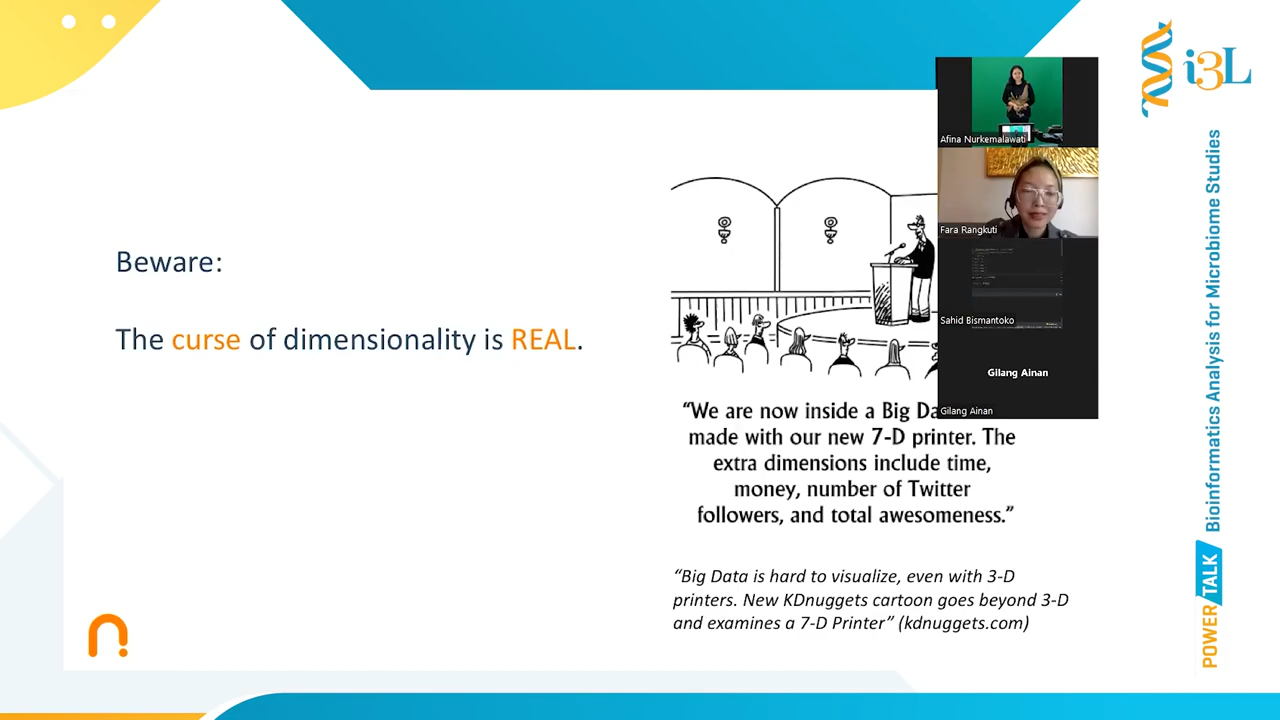 Beware:
The curse of dimensionality is REAL.
i3L
Afina Nurkemalawati
Fara Rangkuti
Sahid Bismantoko
Gilang Ainan
Gilang Ainan
“We are now inside a Big Da
made with our new 7-D printer. The
extra dimensions include time,
money, number of Twitter
followers, and total awesomeness.”
“Big Data is hard to visualize, even with 3-D
printers. New KDnuggets cartoon goes beyond 3-D
and examines a 7-D Printer” (kdnuggets.com)
POWER TALK Bioinformatics Analysis for Microbiome Studies